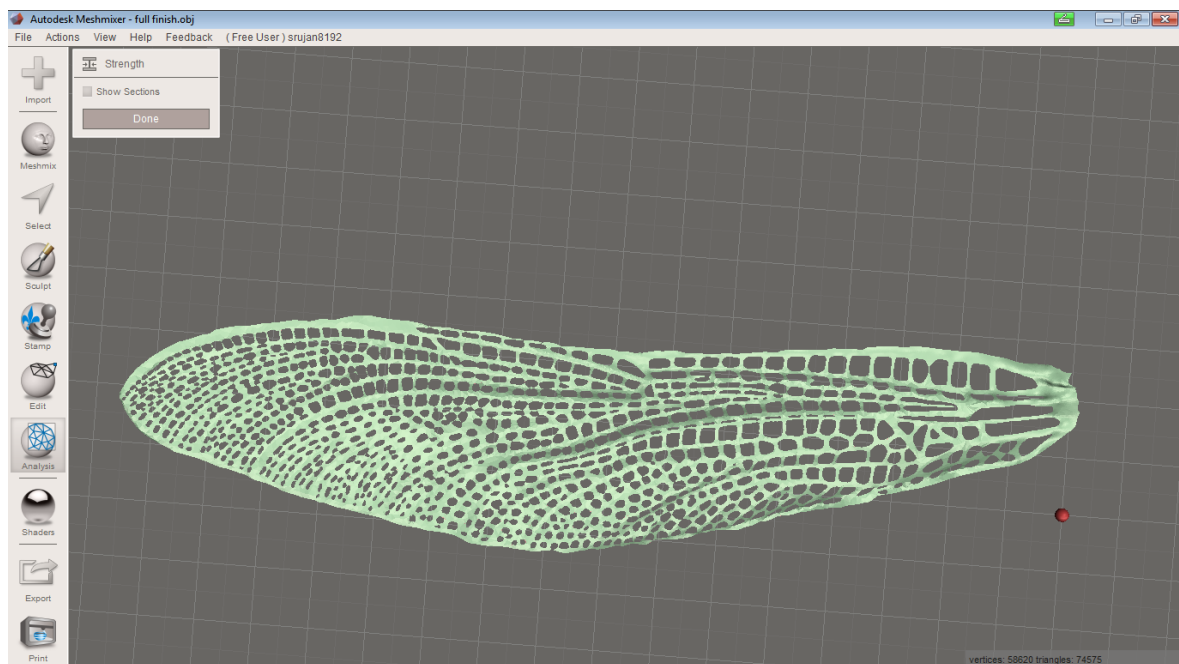 Autodesk Meshmixer - full finish.obj
File Actions View Help Feedback ( Free User ) srujan8192
Strength
Show Sections
Done
Import
Meshmix
Select
Sculpt
Stamp
Edit
Analysis
Shaders
Export
Print
vertices: 58620 triangles: 74575